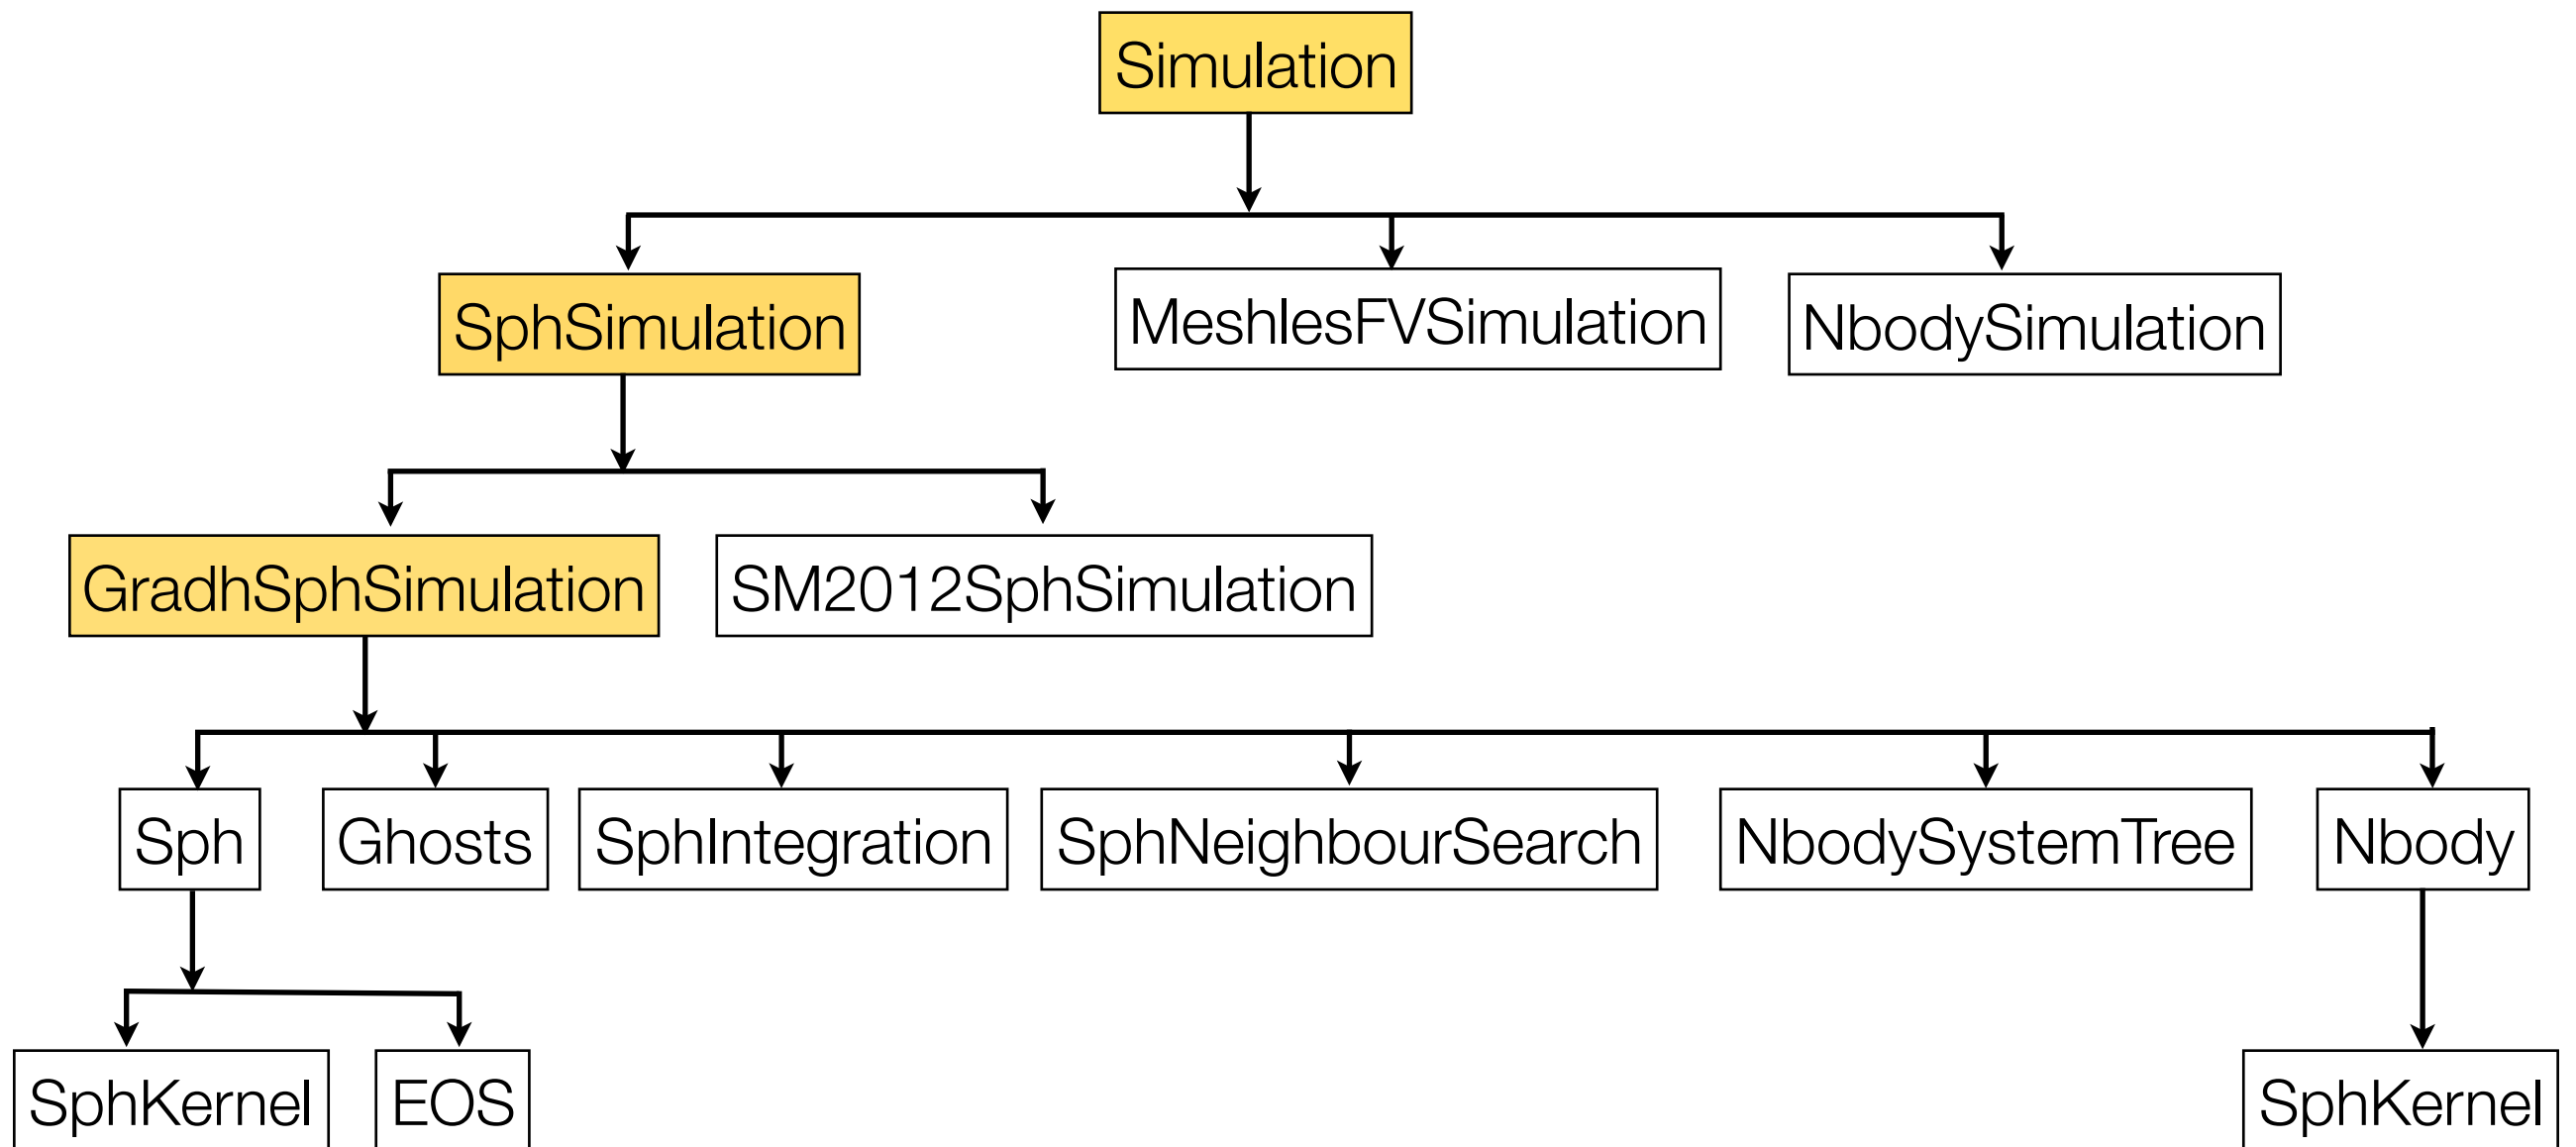 Simulation
SphSimulation
MeshlesFVSimulation
NbodySimulation
GradhSphSimulation
SM2012SphSimulation
Sph
Ghosts
SphIntegration
SphNeighbourSearch
NbodySystemTree
Nbody
SphKernel
EOS
SphKernel